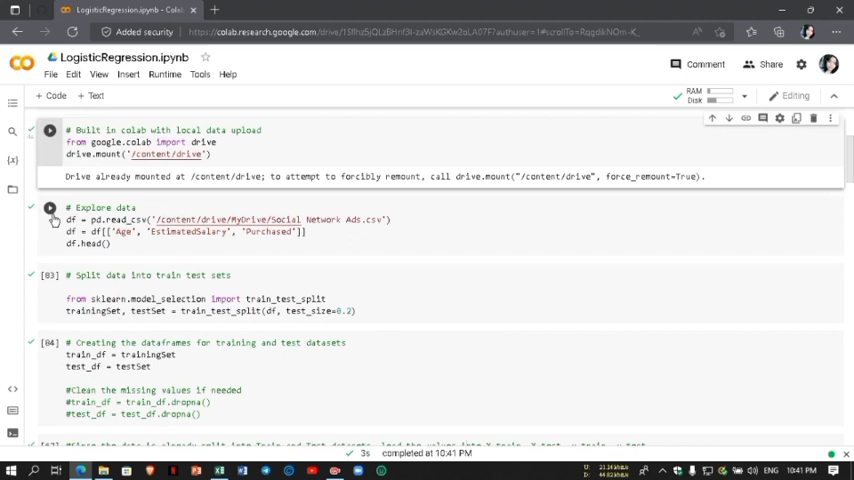 LogisticRegression.ipynb - Colab
Added security
https://colab.research.google.com/drive/
LogisticRegression.ipynb
File Edit View Insert Runtime Tools Help
Comment
Share
+ Code + Text
RAM
Disk
Editing
# Built in colab with local data upload
from google.colab import drive
drive.mount('/content/drive')
Drive already mounted at /content/drive; to attempt to forcibly remount, call drive.mount("/content/drive", force_remount=True).
# Explore data
df = pd.read_csv('/content/drive/MyDrive/Social Network Ads.csv')
df = df[['Age', 'EstimatedSalary', 'Purchased']]
df.head()
[83] # Split data into train test sets
from sklearn.model_selection import train_test_split
trainingSet, testSet = train_test_split(df, test_size=0.2)
[84] # Creating the dataframes for training and test datasets
train_df = trainingSet
test_df = testSet
#Clean the missing values if needed
#train_df = train_df.dropna()
#test_df = test_df.dropna()
3s completed at 10:41 PM
ENG 10:41 PM